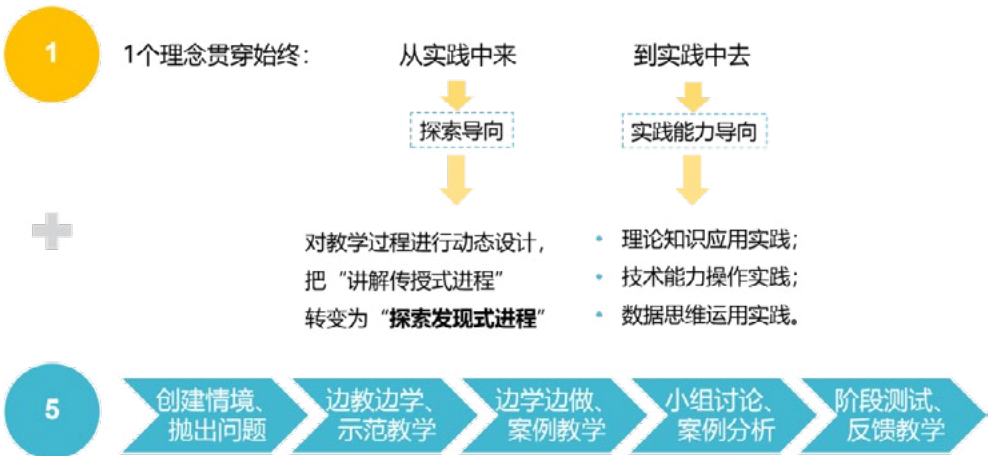 1
1个理念贯穿始终：
从实践中来
到实践中去
探索导向
实践能力导向
对教学过程进行动态设计，
把“讲解传授式进程”
转变为“探索发现式进程”
• 理论知识应用实践；
• 技术能力操作实践；
• 数据思维运用实践。
5
创建情境、
抛出问题
边教边学、
示范教学
边学边做、
案例教学
小组讨论、
案例分析
阶段测试、
反馈教学